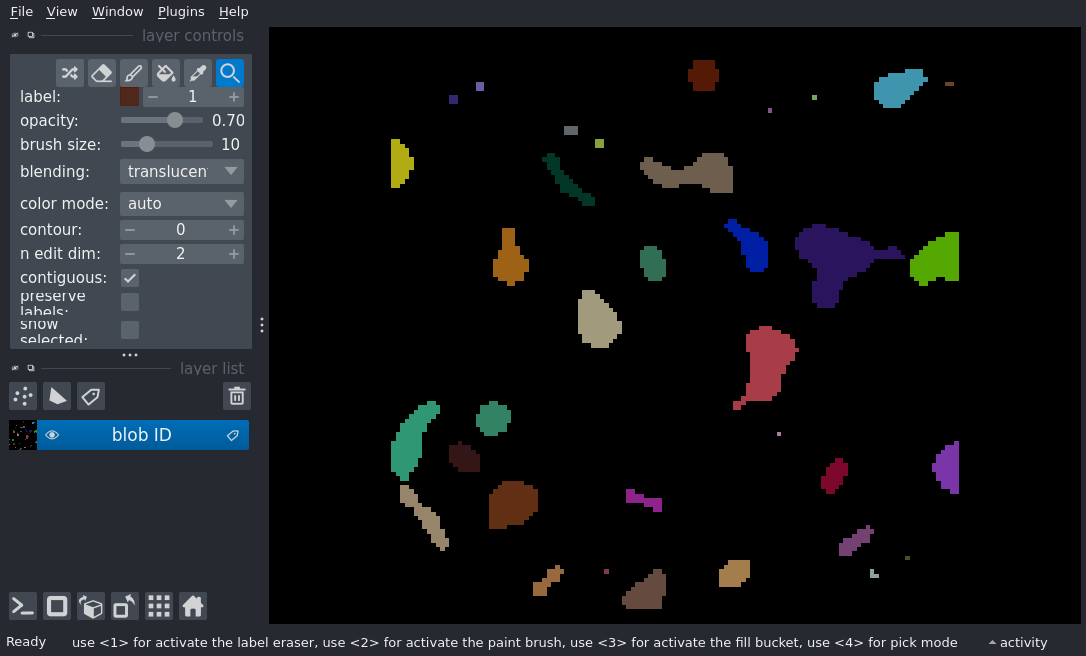 File View Window Plugins Help
layer controls
label: 1
opacity: 0.70
brush size: 10
blending: translucen
color mode: auto
contour: 0
n edit dim: 2
contiguous:
preserve
labels:
show
selected:
layer list
blob ID
Ready use <1> for activate the label eraser, use <2> for activate the paint brush, use <3> for activate the fill bucket, use <4> for pick mode activity